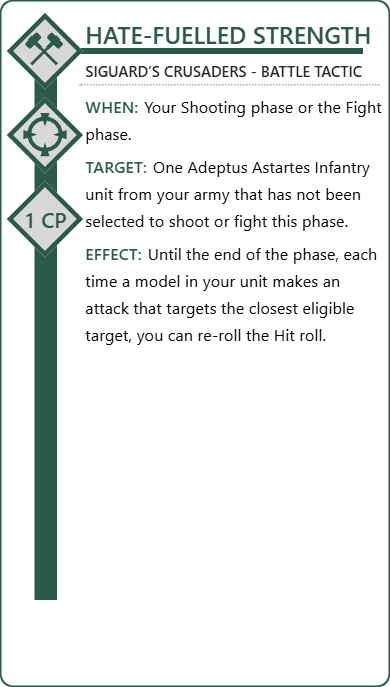 HATE-FUELLED STRENGTH
SIGUARD'S CRUSADERS - BATTLE TACTIC
WHEN: Your Shooting phase or the Fight
phase.
TARGET: One Adeptus Astartes Infantry
unit from your army that has not been
1 CP
selected to shoot or fight this phase.
EFFECT: Until the end of the phase, each
time a model in your unit makes an
attack that targets the closest eligible
target, you can re-roll the Hit roll.